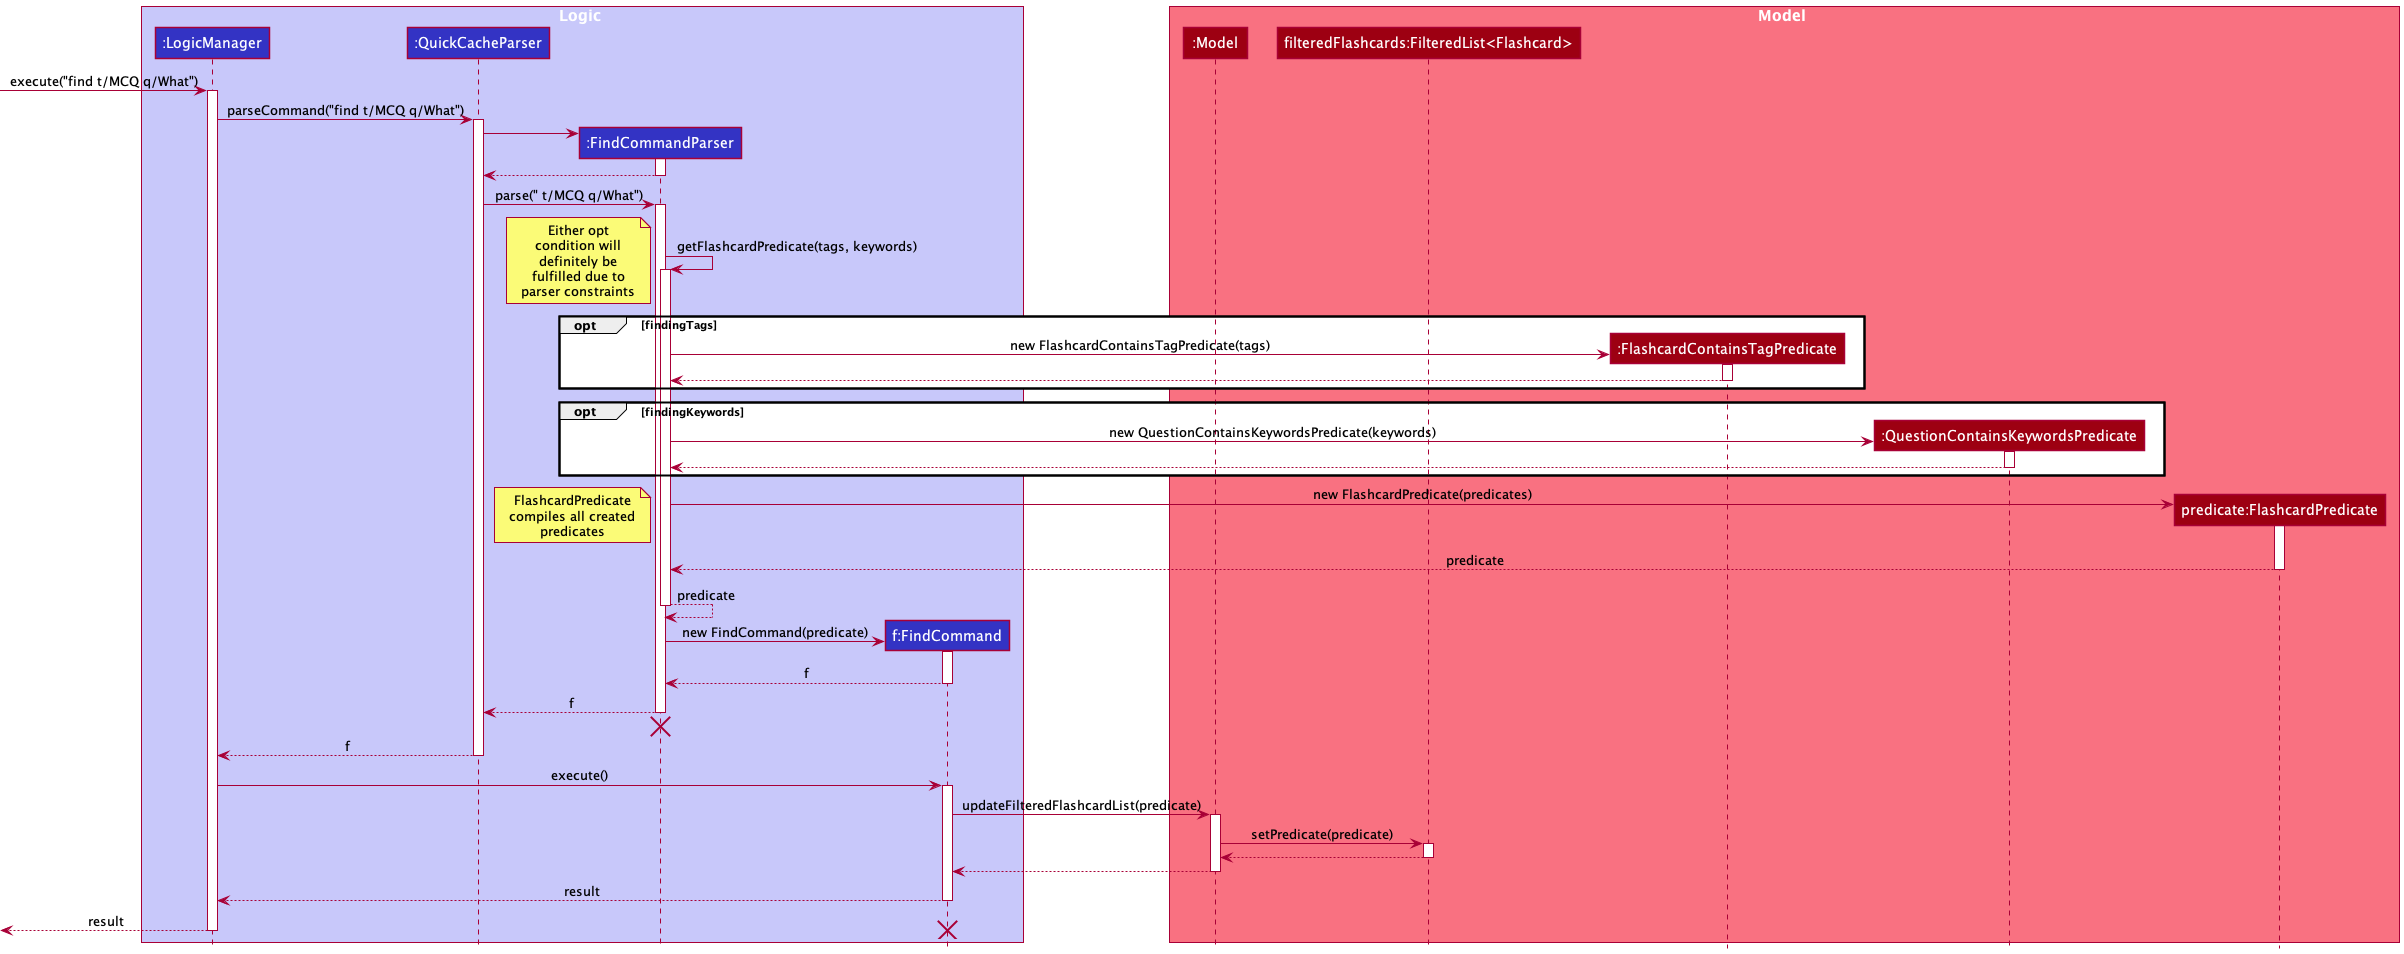 Logic
Model
:LogicManager
:QuickCacheParser
:Model
filteredFlashcards:FilteredList<Flashcard>
execute("find t/MCQ q/What")
parseCommand("find t/MCQ q/What")
:FindCommandParser
parse(" t/MCQ q/What")
Either opt
condition will
definitely be
fulfilled due to
parser constraints
getFlashcardPredicate(tags, keywords)
opt
[findingTags]
new FlashcardContainsTagPredicate(tags)
:FlashcardContainsTagPredicate
opt
[findingKeywords]
new QuestionContainsKeywordsPredicate(keywords)
:QuestionContainsKeywordsPredicate
FlashcardPredicate
compiles all created
predicates
new FlashcardPredicate(predicates)
predicate:FlashcardPredicate
predicate
predicate
new FindCommand(predicate)
f:FindCommand
f
f
f
execute()
updateFilteredFlashcardList(predicate)
setPredicate(predicate)
result
result